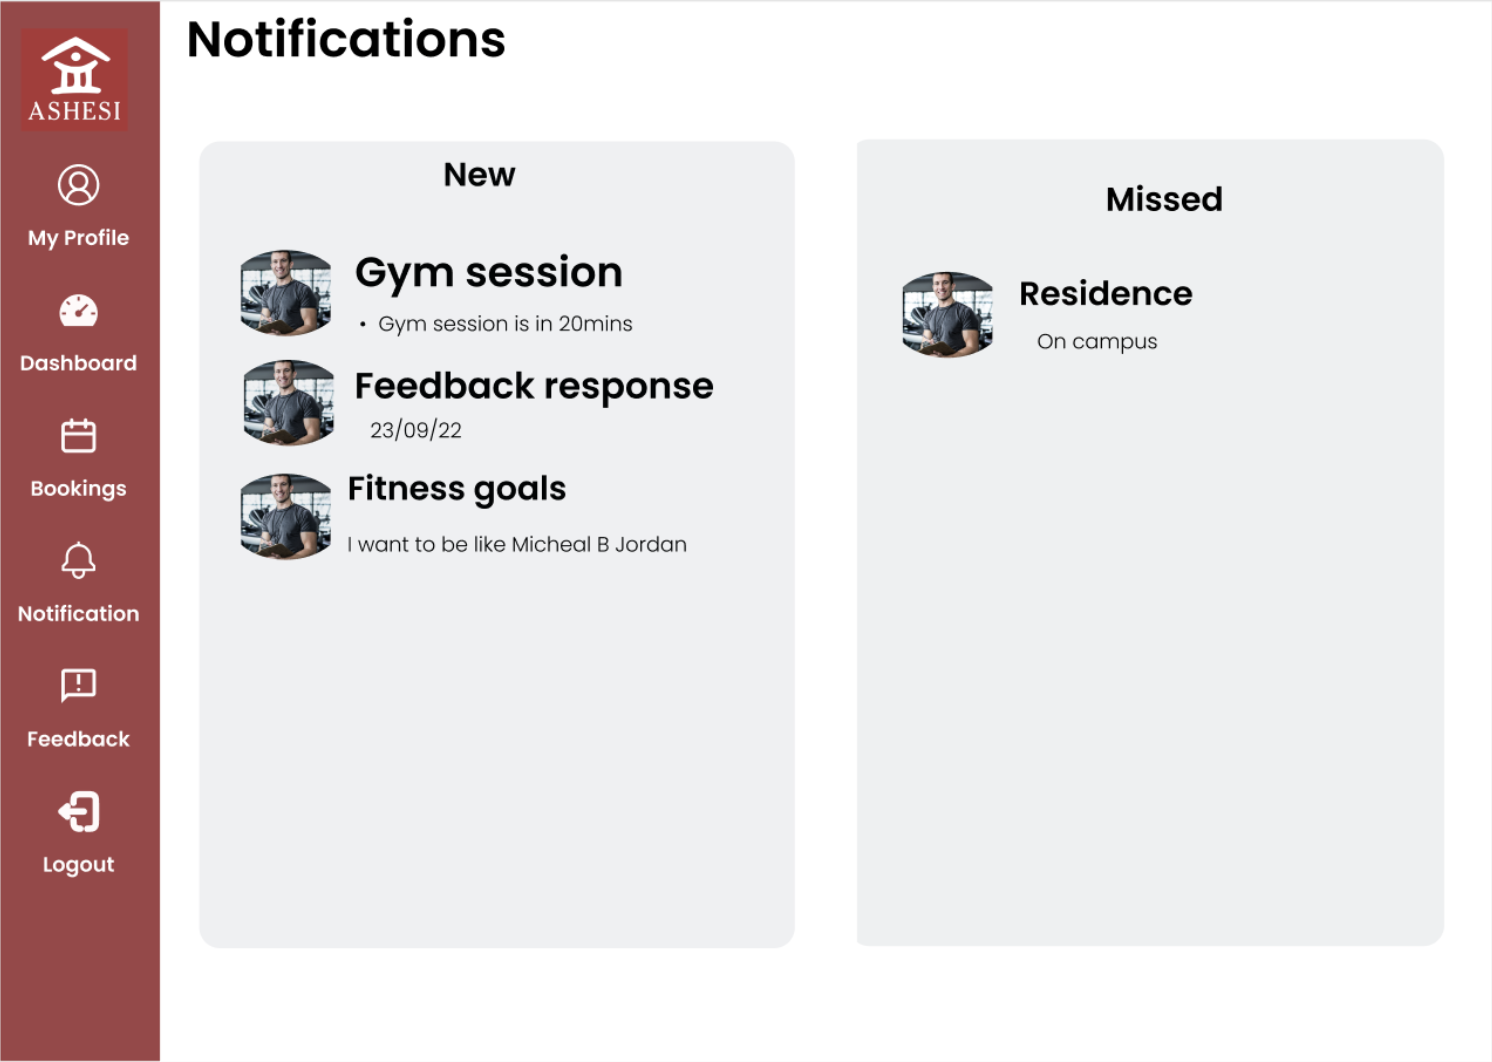 Notifications
ASHESI
My Profile
Dashboard
Bookings
Notification
Feedback
Logout
New
Gym session
• Gym session is in 20mins
Feedback response
23/09/22
Fitness goals
I want to be like Micheal B Jordan
Missed
Residence
On campus